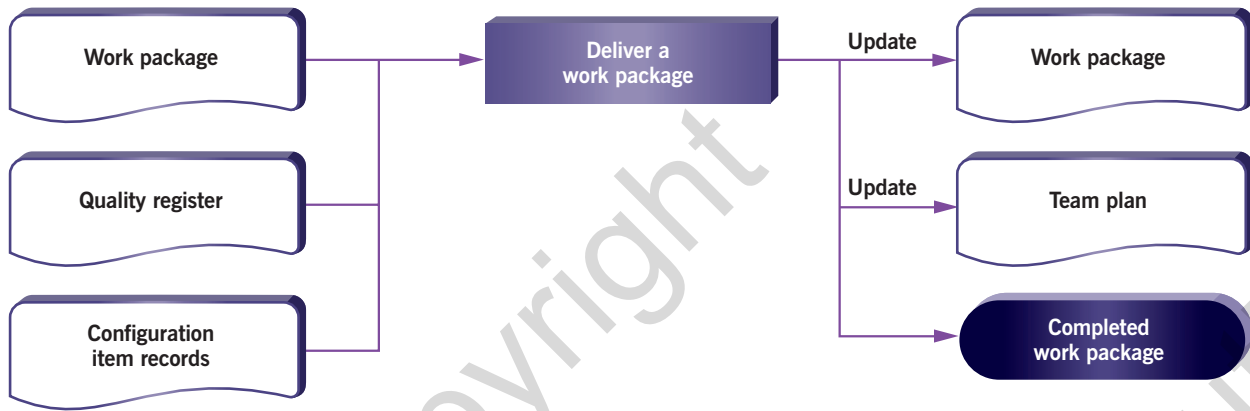 Work package
Quality register
Configuration
item records
Deliver a
work package
Update
Work package
Update
Team plan
Completed
work package